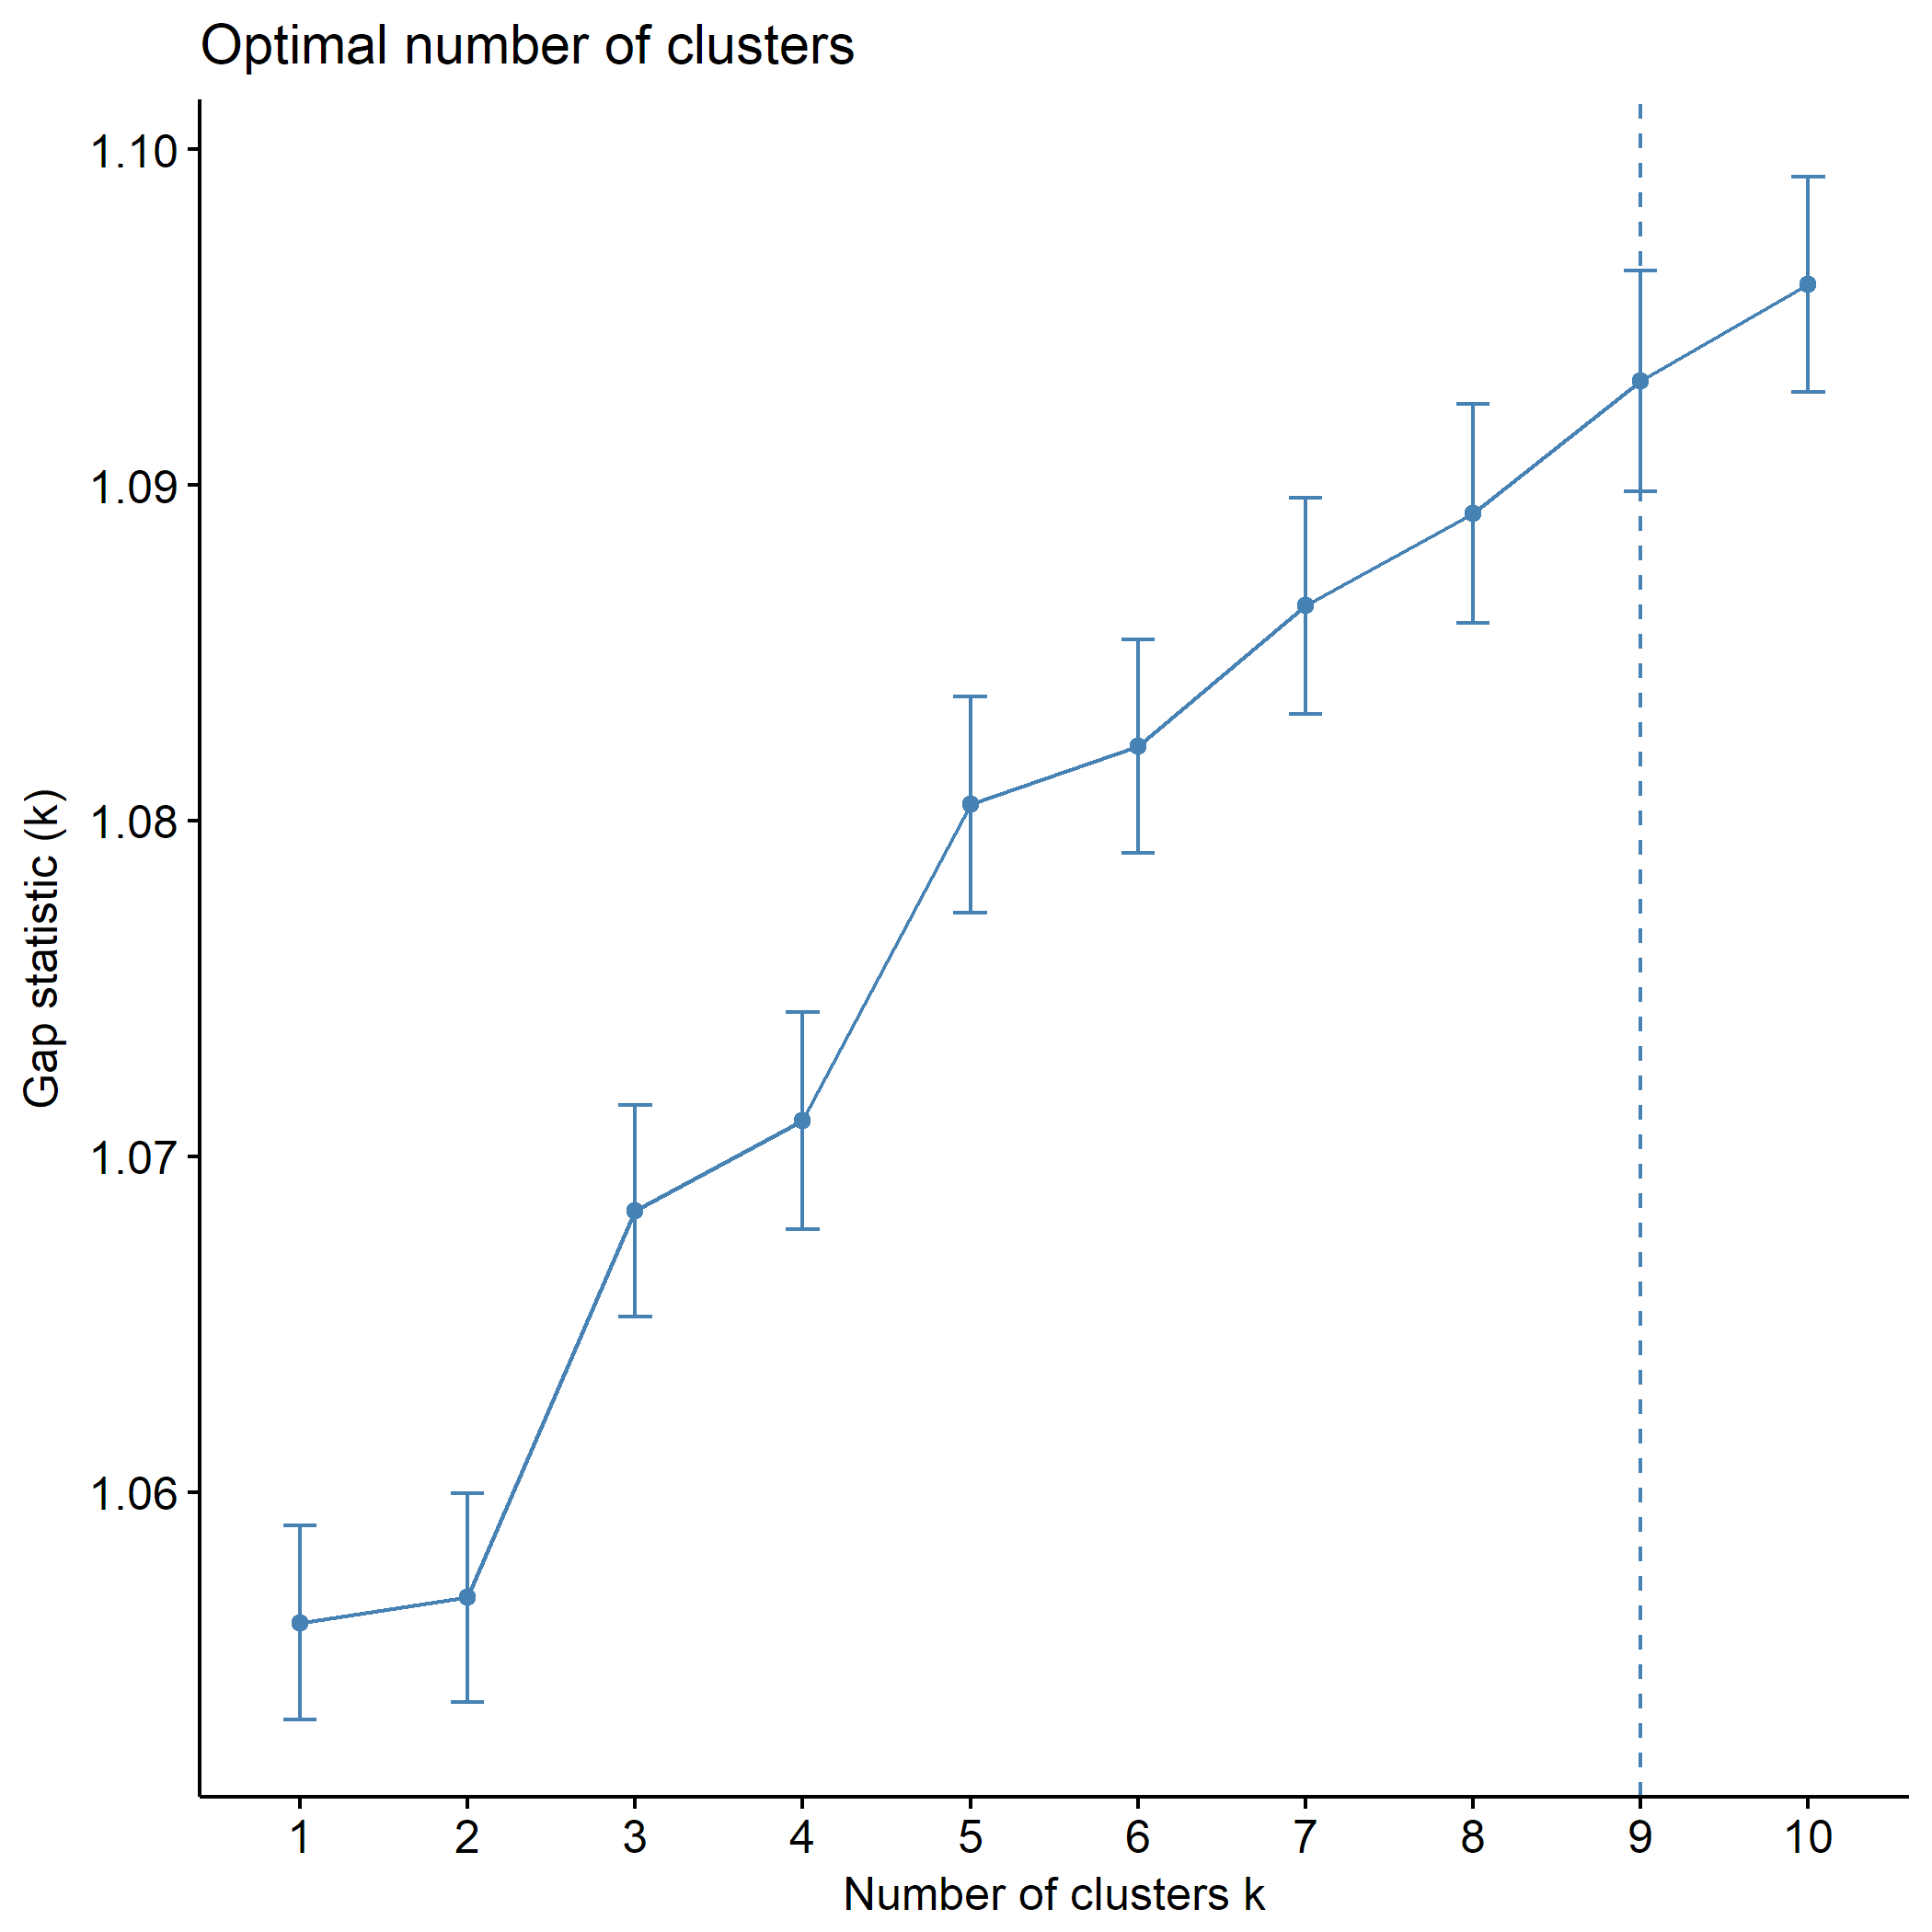 Optimal number of clusters
1.10
1.09
1.08
1.07
1.06
Gap statistic (k)
1 2 3 4 5 6 7 8 9 10
Number of clusters k